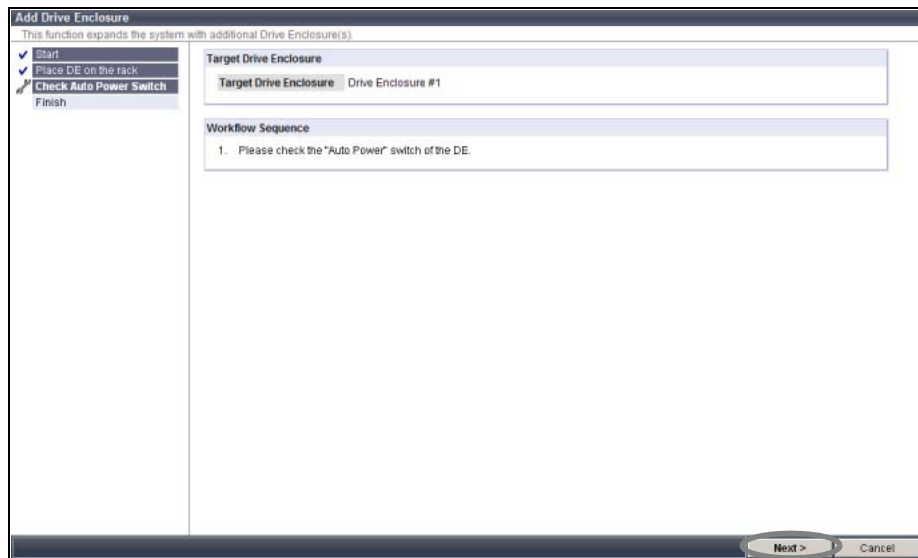 Add Drive Enclosure
This function expands the system with additional Drive Enclosure(s).
Start
Place DE on the rack
Check Auto Power Switch
Finish
Target Drive Enclosure
Target Drive Enclosure Drive Enclosure #1
Workflow Sequence
1. Please check the "Auto Power" switch of the DE.
Next > Cancel